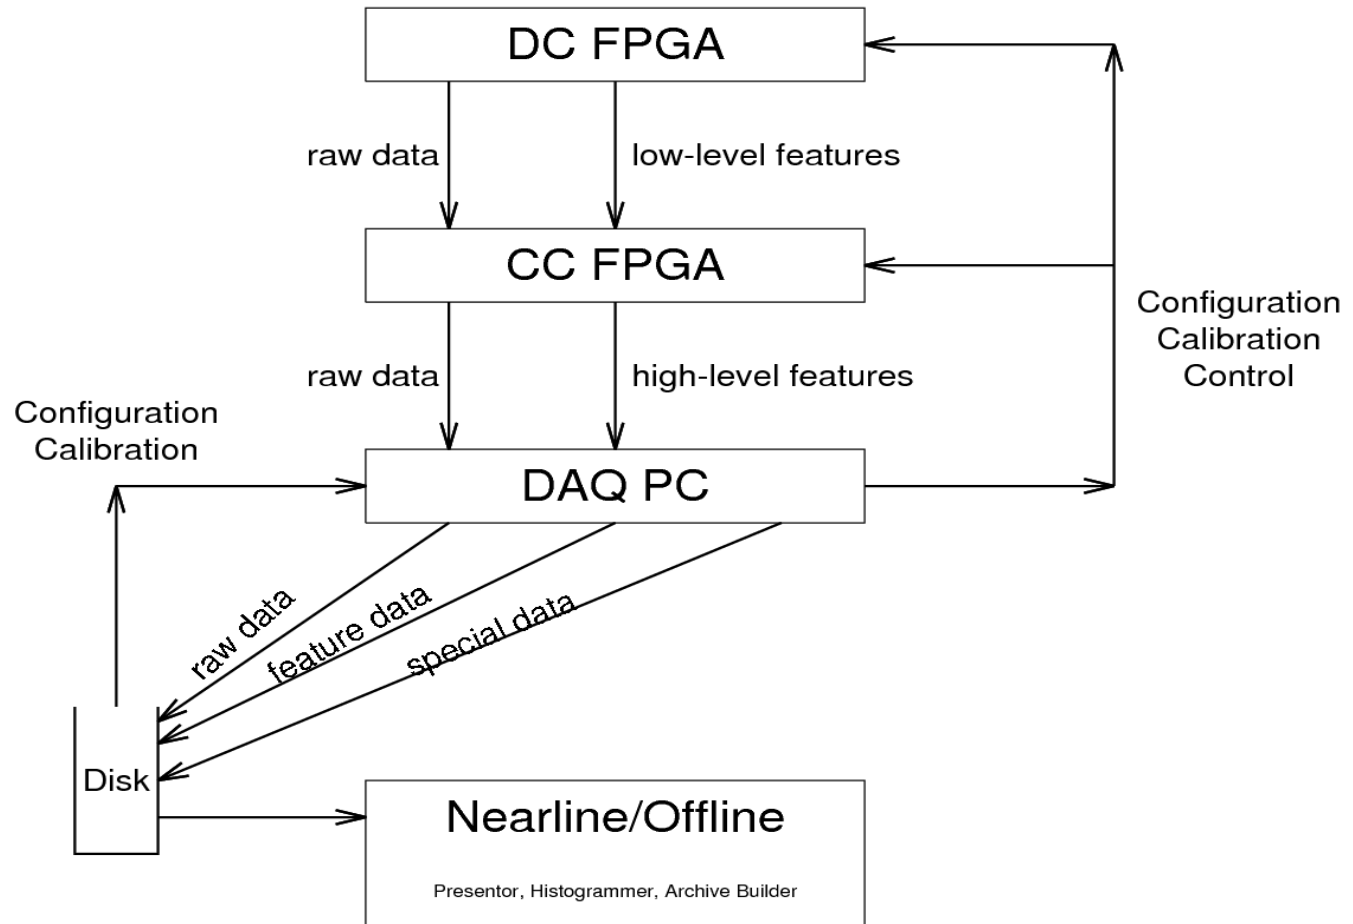 DC FPGA
raw data
low-level features
CC FPGA
Configuration
Calibration
Control
raw data
high-level features
Configuration
Calibration
DAQ PC
raw data
feature data
special data
Disk
Nearline/Offline
Presentor, Histogrammer, Archive Builder